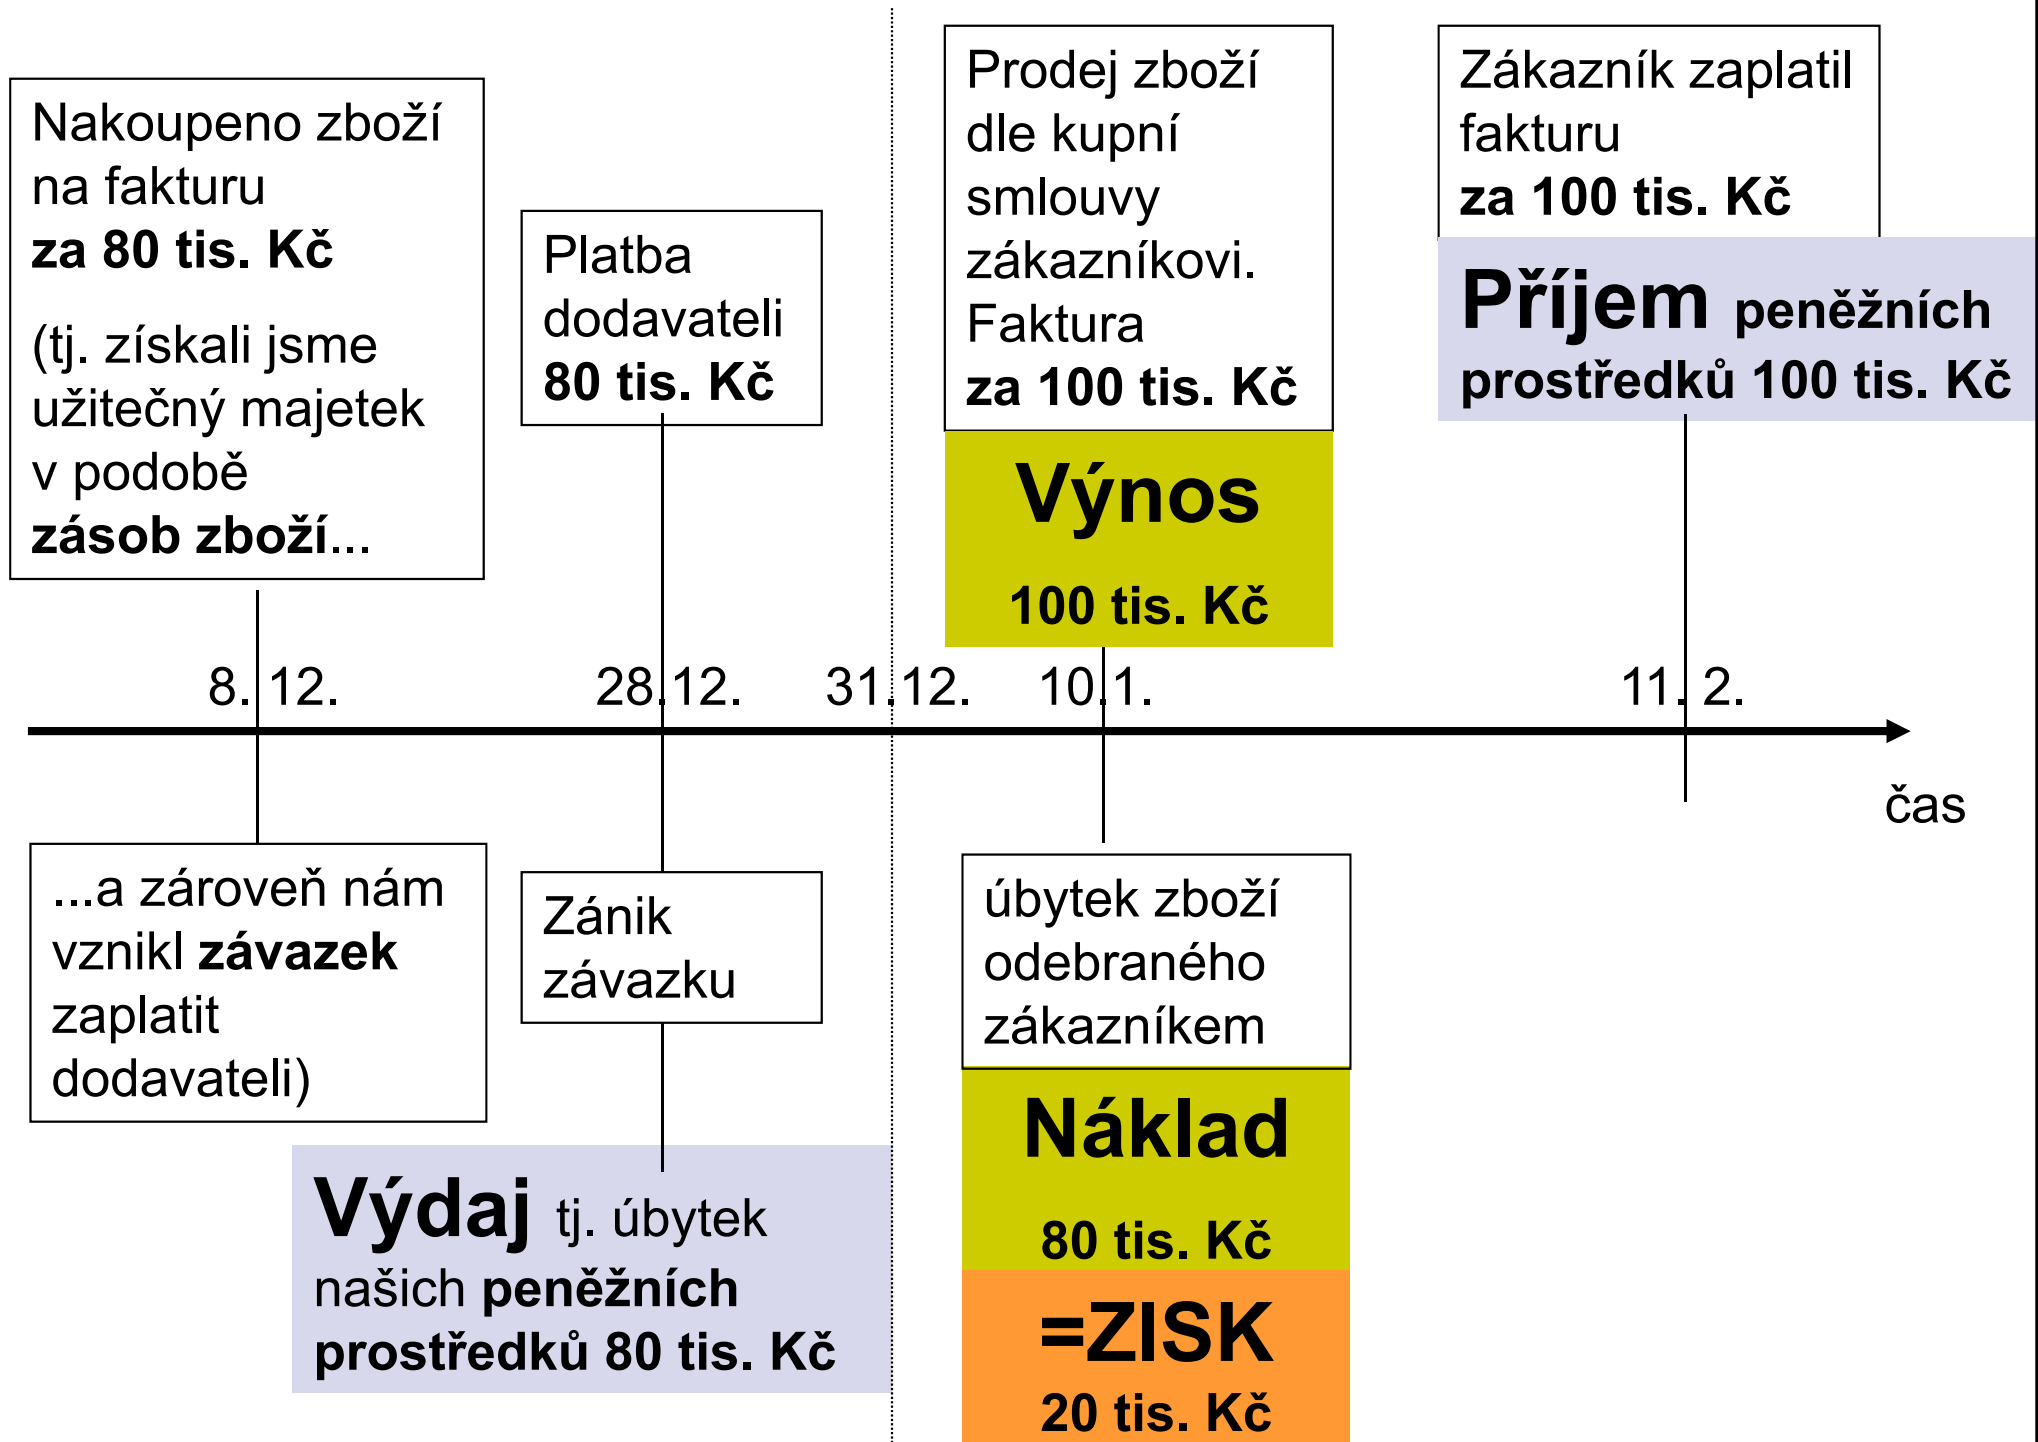 Nakoupeno zboží
na fakturu
za 80 tis. Kč
(tj. získali jsme
užitečný majetek
v podobě
zásob zboží...
Platba
dodavateli
80 tis. Kč
Prodej zboží
dle kupní
smlouvy
zákazníkovi.
Faktura
za 100 tis. Kč
Výnos
100 tis. Kč
Zákazník zaplatil
fakturu
za 100 tis. Kč
Příjem peněžních
prostředků 100 tis. Kč
8. 12.
28.12.
31.12.
10.1.
11. 2.
čas
...a zároveň nám
vznikl závazek
zaplatit
dodavateli)
Zánik
závazku
Výdaj tj. úbytek
našich peněžních
prostředků 80 tis. Kč
úbytek zboží
odebraného
zákazníkem
Náklad
80 tis. Kč
=ZISK
20 tis. Kč